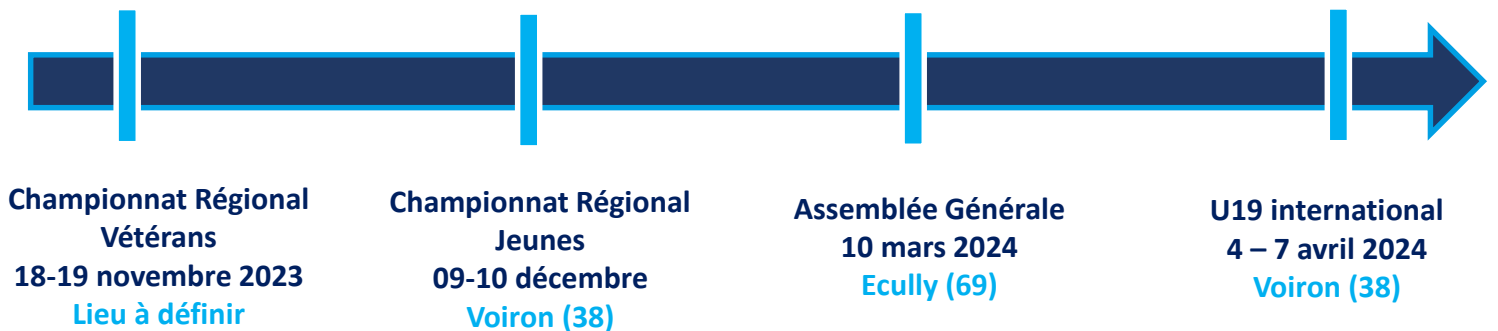 Championnat Régional
Vétérans
18-19 novembre 2023
Lieu à définir
Championnat Régional
Jeunes
09-10 décembre
Voiron (38)
Assemblée Générale
10 mars 2024
Ecully (69)
U19 international
4 – 7 avril 2024
Voiron (38)